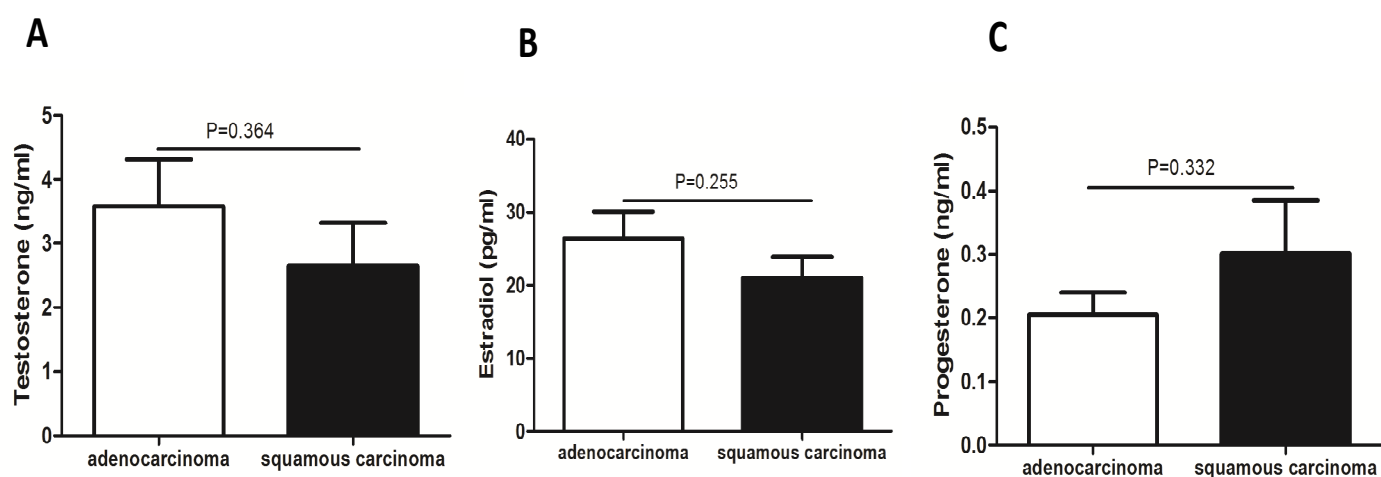 A
Testosterone (ng/ml)
5
4
3
2
1
0
P=0.364
adenocarcinoma
squamous carcinoma
B
Estradiol (pg/ml)
40
30
20
10
0
P=0.255
adenocarcinoma
squamous carcinoma
C
Progesterone (ng/ml)
0.5
0.4
0.3
0.2
0.1
0.0
P=0.332
adenocarcinoma
squamous carcinoma